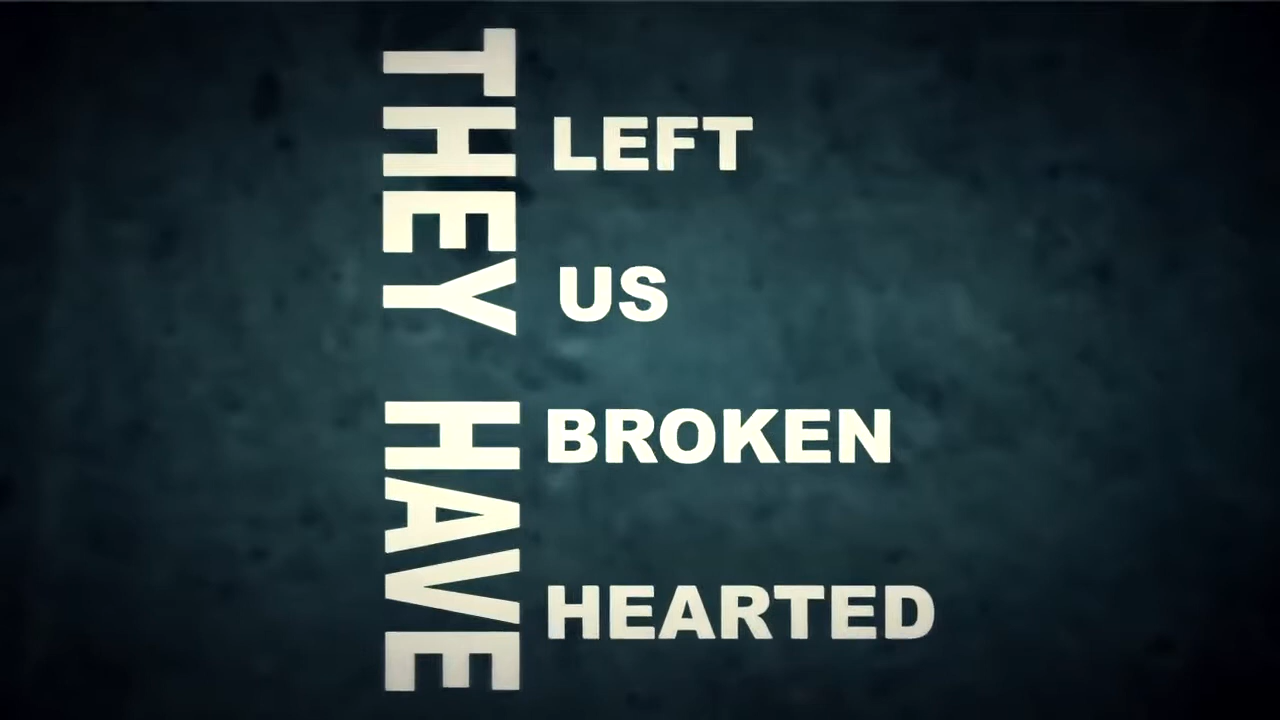 THEY HAVE
LEFT
US
BROKEN
HEARTED